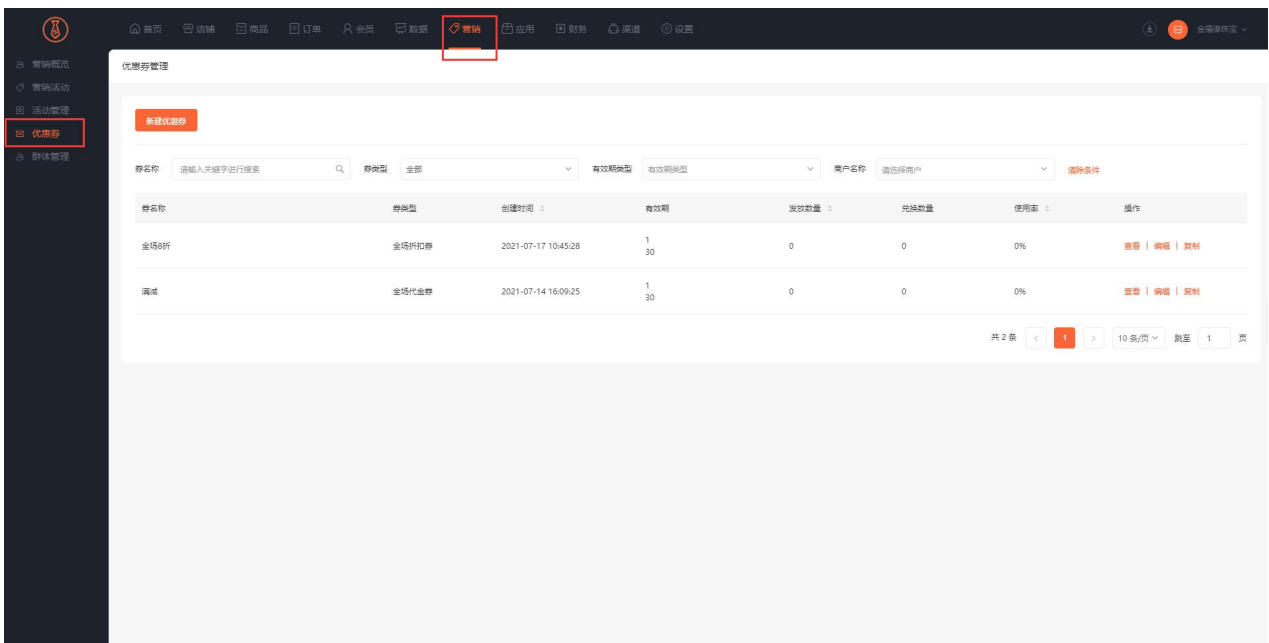 首页 店铺 商品 订单 会员 数据 营销 应用 财务 渠道 设置
营销概览
营销活动
活动管理
优惠券
群体管理
优惠券管理
新建优惠券
券名称 请输入关键字进行搜索 券类型 全部 有效期类型 有效期类型 商户名称 请选择商户 清除条件
券名称 券类型 创建时间 有效期 发放数量 兑换数量 使用率 操作
全场8折 全场折扣券 2021-07-17 10:45:28 1 0 0 0% 查看 | 编辑 | 复制
30
满减 全场代金券 2021-07-14 16:09:25 1 0 0 0% 查看 | 编辑 | 复制
30
共 2 条 < 1 > 10 条/页 跳至 1 页